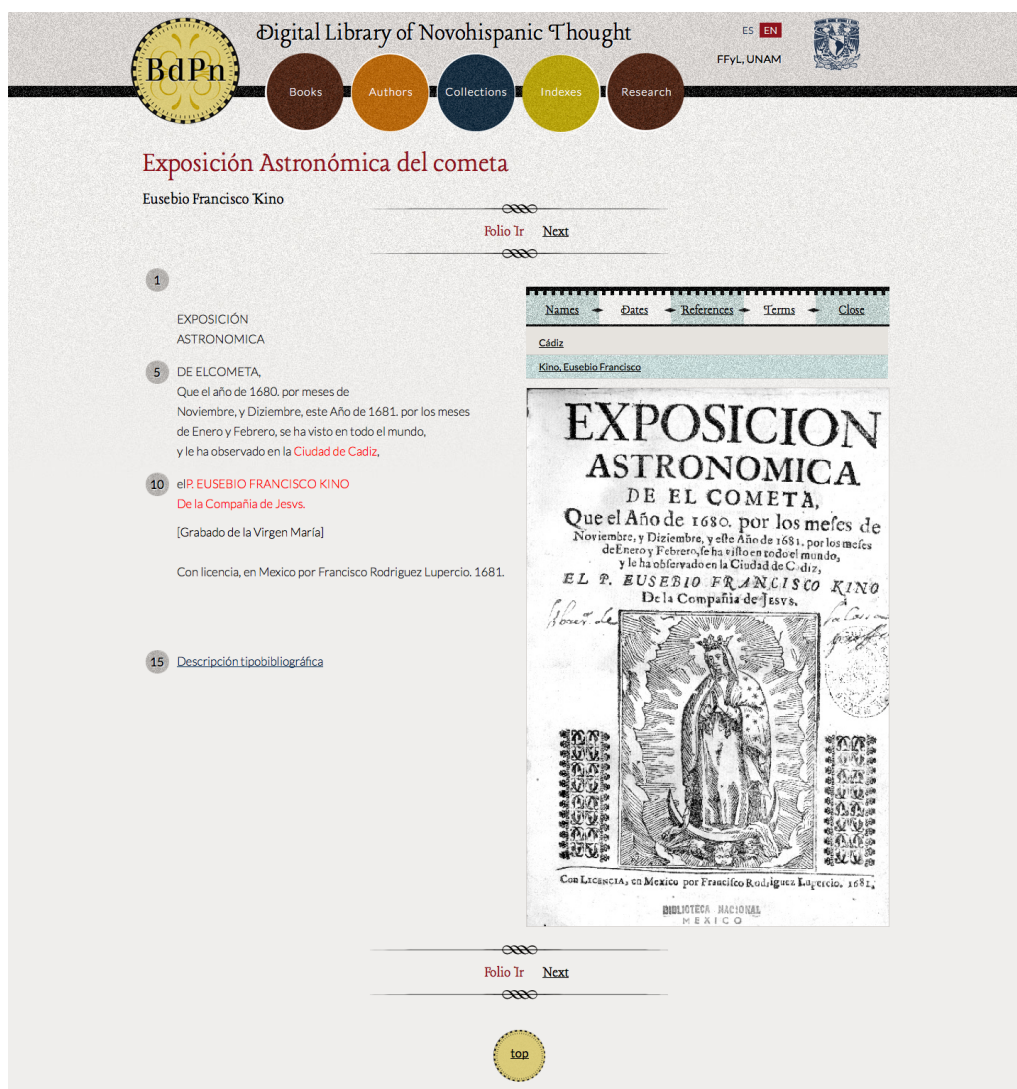 BdPn
Digital Library of Novohispanic Thought
ES EN
FFyL, UNAM
Books
Authors
Collections
Indexes
Research
Exposición Astronómica del cometa
Eusebio Francisco Kino
Folio 1r Next
1
EXPOSICIÓN
ASTRONOMICA
5 DE ELCOMETA,
Que el año de 1680. por meses de
Noviembre, y Diziembre, este Año de 1681. por los meses
de Enero y Febrero, se ha visto en todo el mundo,
y le ha observado en la Ciudad de Cadiz,
10 elP. EUSEBIO FRANCISCO KINO
De la Compañia de Jesvs.
[Grabado de la Virgen María]
Con licencia, en Mexico por Francisco Rodriguez Lupercio. 1681.
15 Descripción tipobibliográfica
Names Dates References Terms Close
Cádiz
Kino, Eusebio Francisco
EXPOSICION
ASTRONOMICA
DE EL COMETA,
Que el Año de 1680. por los meſes de
Noviembre, y Diziembre, y eſte Año de 1681. por los meſes
de Enero y Febrero, ſe ha viſto en todo el mundo,
y le ha obſervado en la Ciudad de Cadiz,
EL P. EUSEBIO FRANCISCO KINO
De la Compañia de JESVS.
CON LICENCIA, en Mexico por Franciſco Rodriguez Lupercio. 1681.
BIBLIOTECA NACIONAL
MEXICO
Folio 1r Next
top